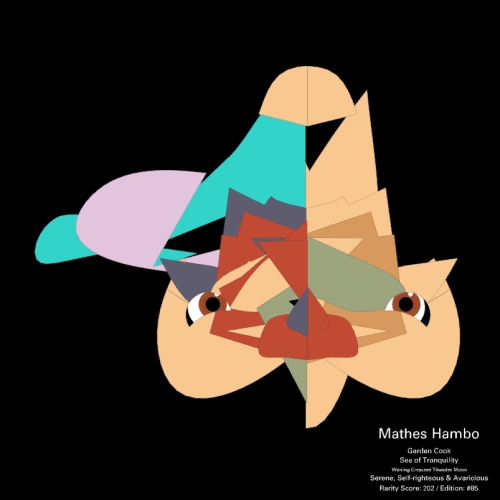 Mathes Hambo
Garden Cook
Sea of Tranquility
Waning Crescent Thunder Moon
Serene, Self-righteous & Avaricious
Rarity Score: 202 / Edition: #85